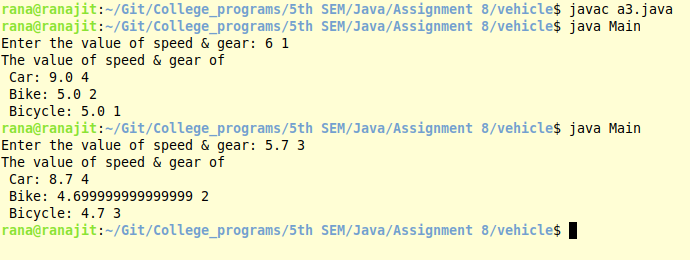 rana@ranajit:~/Git/College_programs/5th SEM/Java/Assignment 8/vehicle$ javac a3.java
rana@ranajit:~/Git/College_programs/5th SEM/Java/Assignment 8/vehicle$ java Main
Enter the value of speed & gear: 6 1
The value of speed & gear of
 Car: 9.0 4
 Bike: 5.0 2
 Bicycle: 5.0 1
rana@ranajit:~/Git/College_programs/5th SEM/Java/Assignment 8/vehicle$ java Main
Enter the value of speed & gear: 5.7 3
The value of speed & gear of
 Car: 8.7 4
 Bike: 4.699999999999999 2
 Bicycle: 4.7 3
rana@ranajit:~/Git/College_programs/5th SEM/Java/Assignment 8/vehicle$